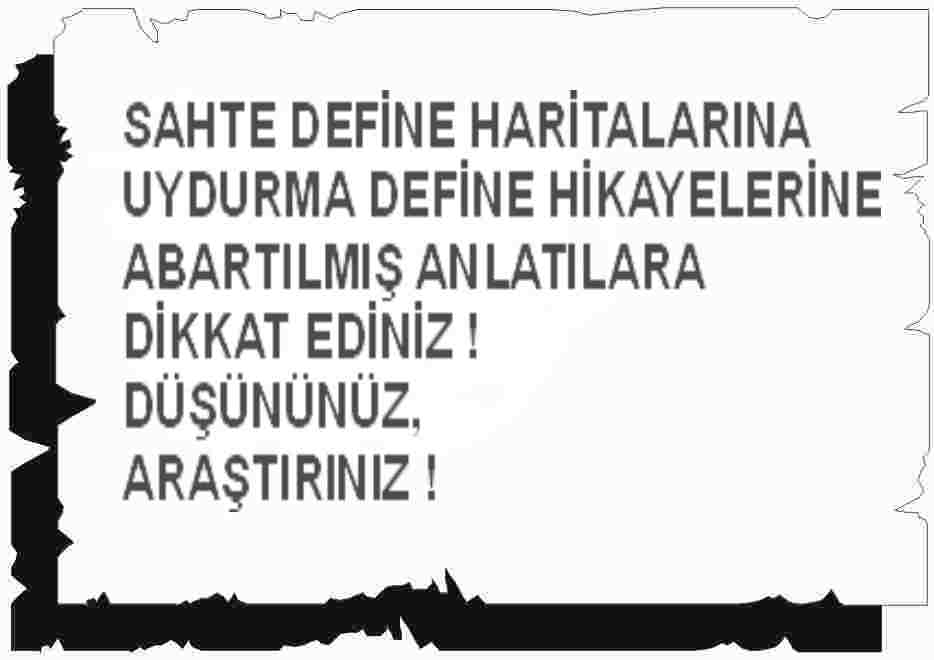 SAHTE DEFİNE HARİTALARINA
UYDURMA DEFİNE HİKAYELERİNE
ABARTILMIŞ ANLATILARA
DİKKAT EDİNİZ !
DÜŞÜNÜNÜZ,
ARAŞTIRINIZ !